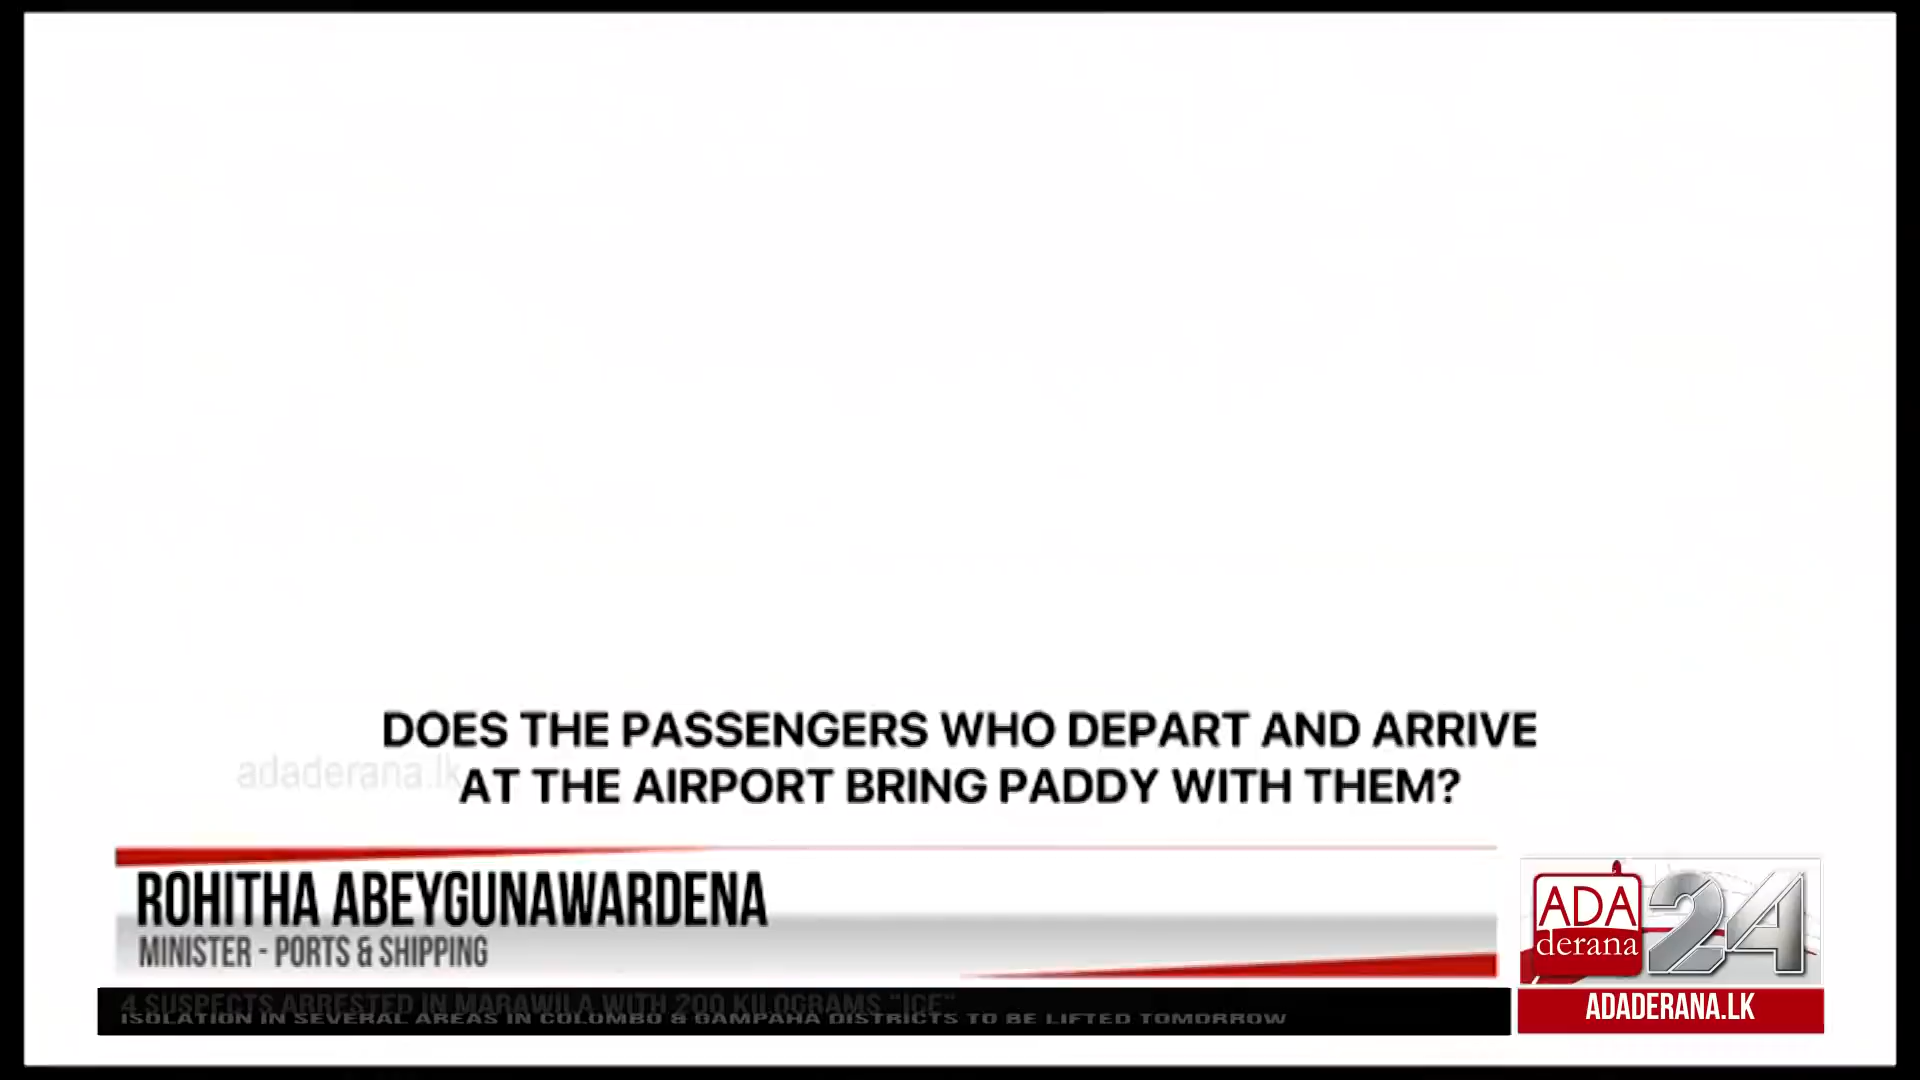 DOES THE PASSENGERS WHO DEPART AND ARRIVE
AT THE AIRPORT BRING PADDY WITH THEM?
adaderana.lk
ROHITHA ABEYGUNAWARDENA
MINISTER - PORTS & SHIPPING
4 SUSPECTS ARRESTED IN MARAWILA WITH 200 KILOGRAMS "ICE"
ISOLATION IN SEVERAL AREAS IN COLOMBO & GAMPAHA DISTRICTS TO BE LIFTED TOMORROW
ADA
derana
24
ADADERANA.LK